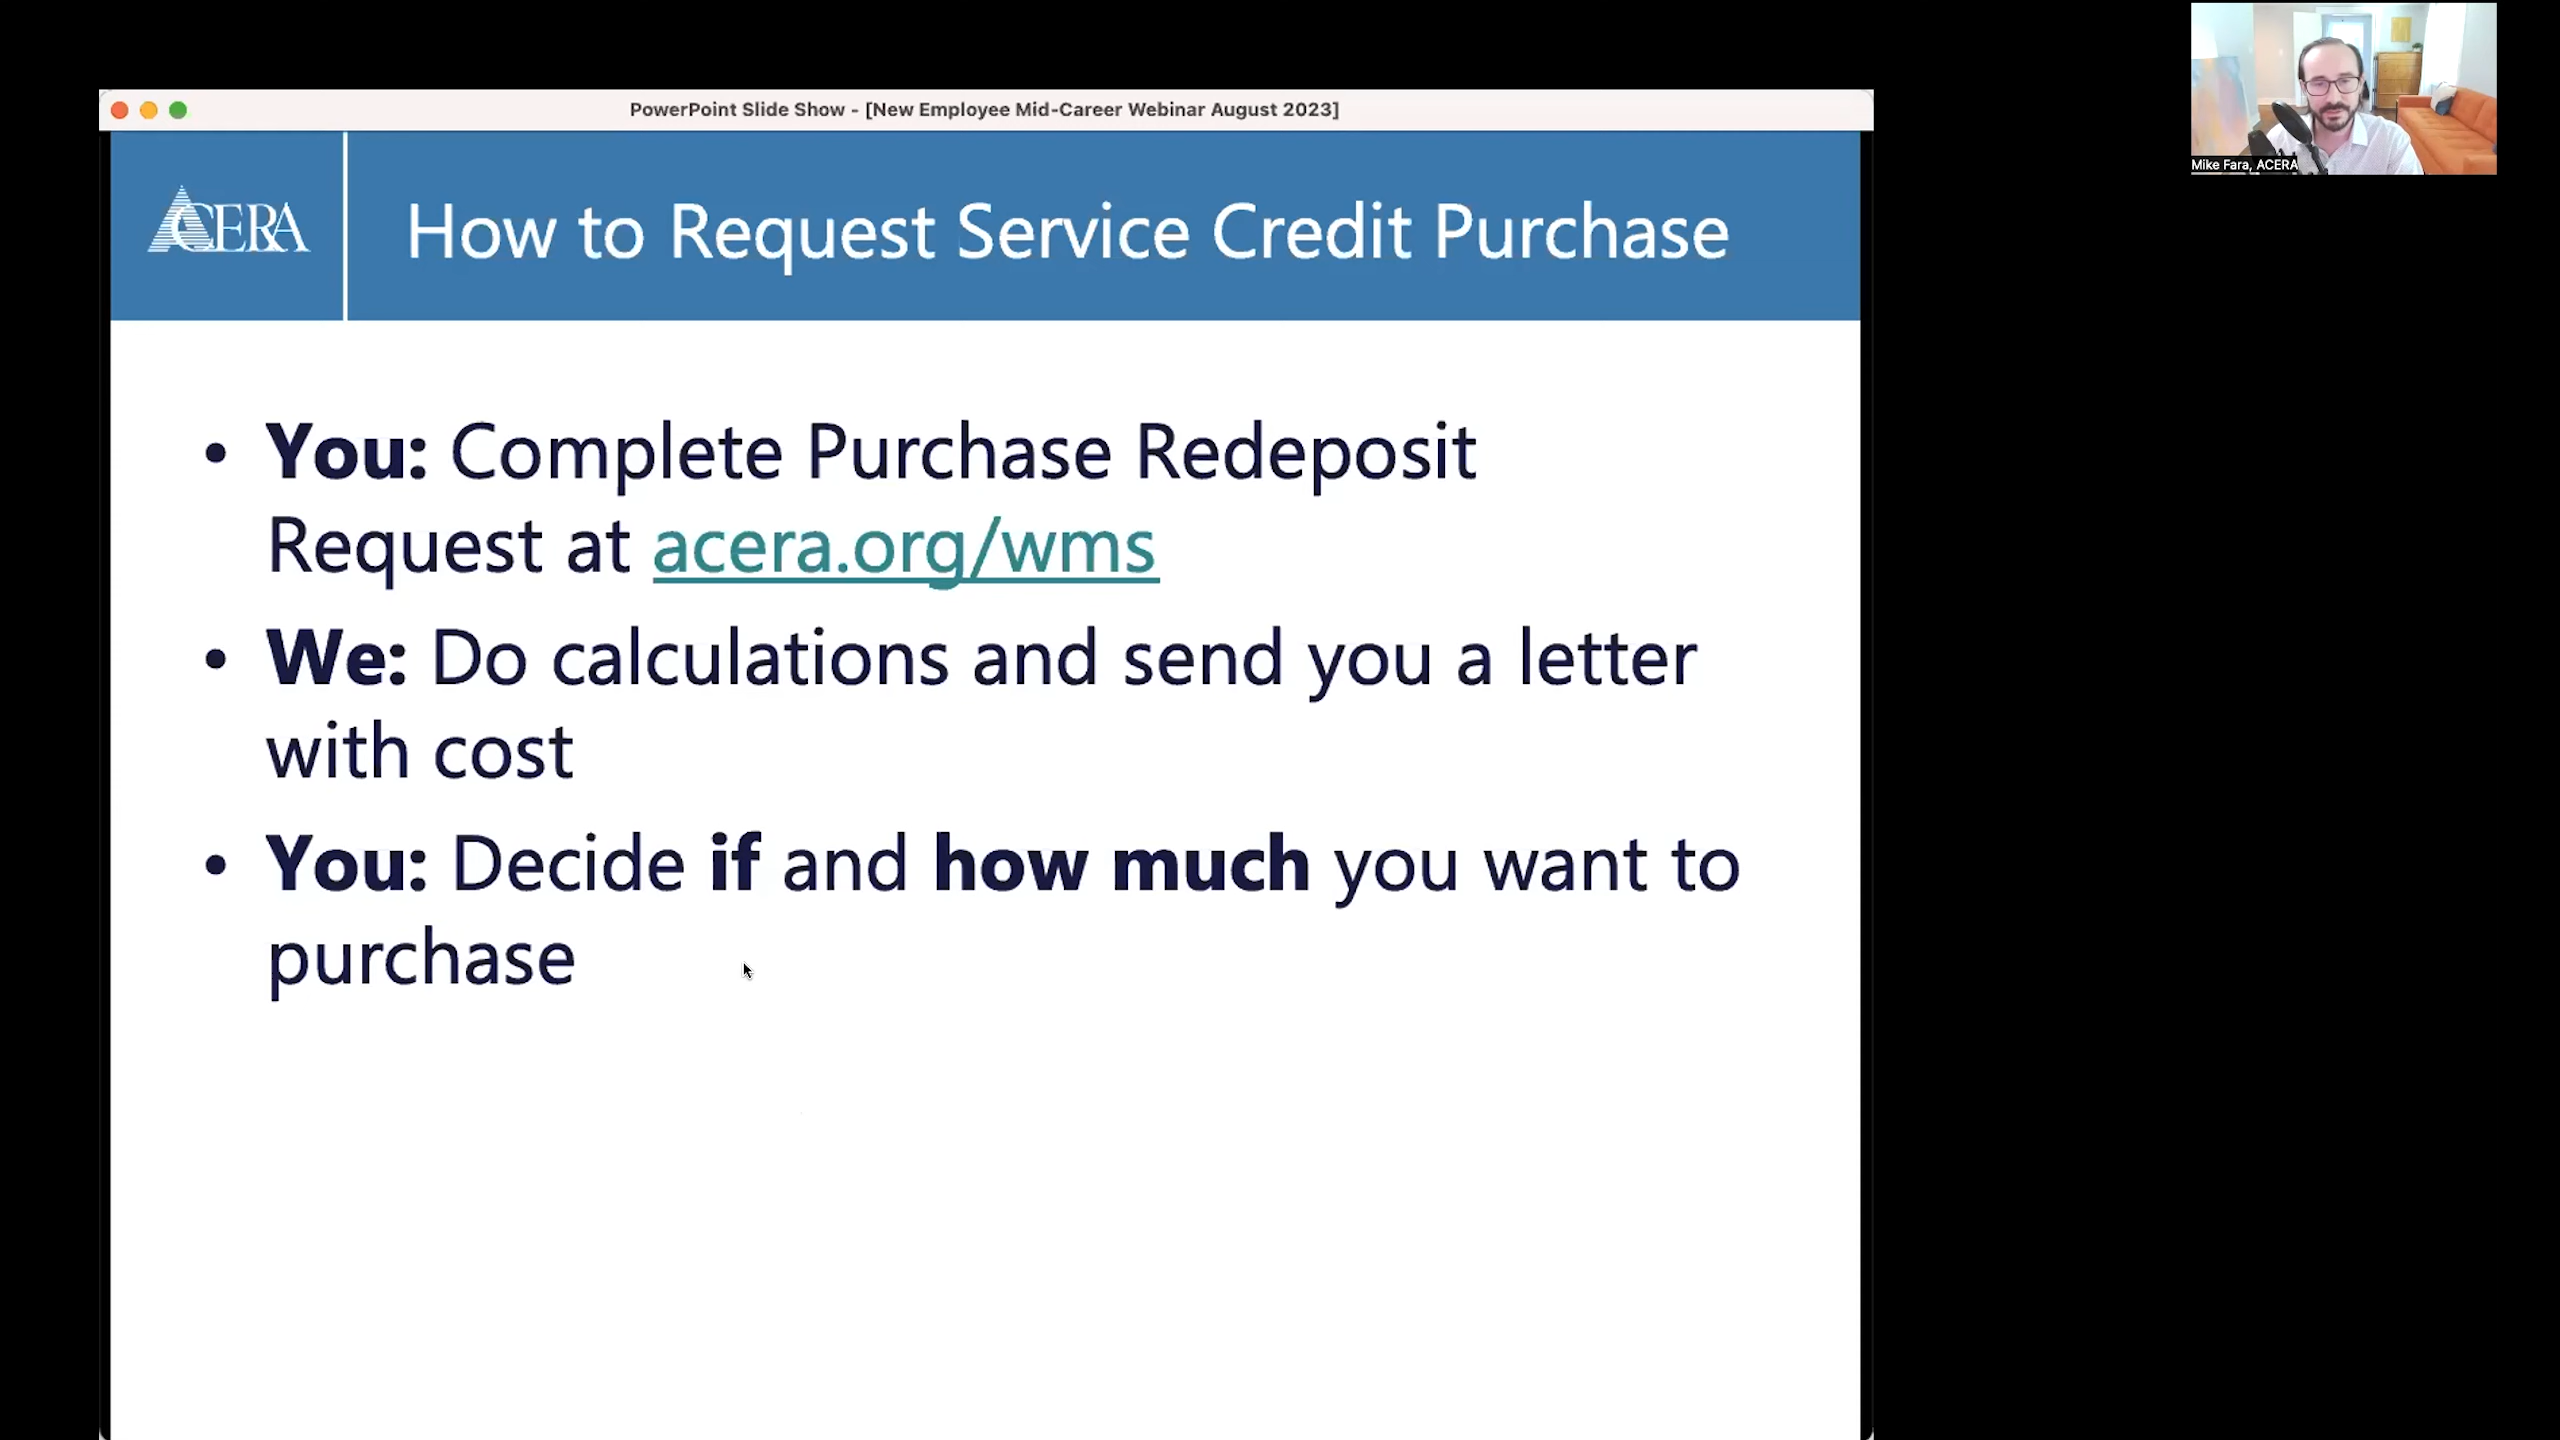 PowerPoint Slide Show - [New Employee Mid-Career Webinar August 2023]
Mike Fara, ACERA
ACERA
How to Request Service Credit Purchase
• You: Complete Purchase Redeposit
Request at acera.org/wms
• We: Do calculations and send you a letter
with cost
• You: Decide if and how much you want to
purchase